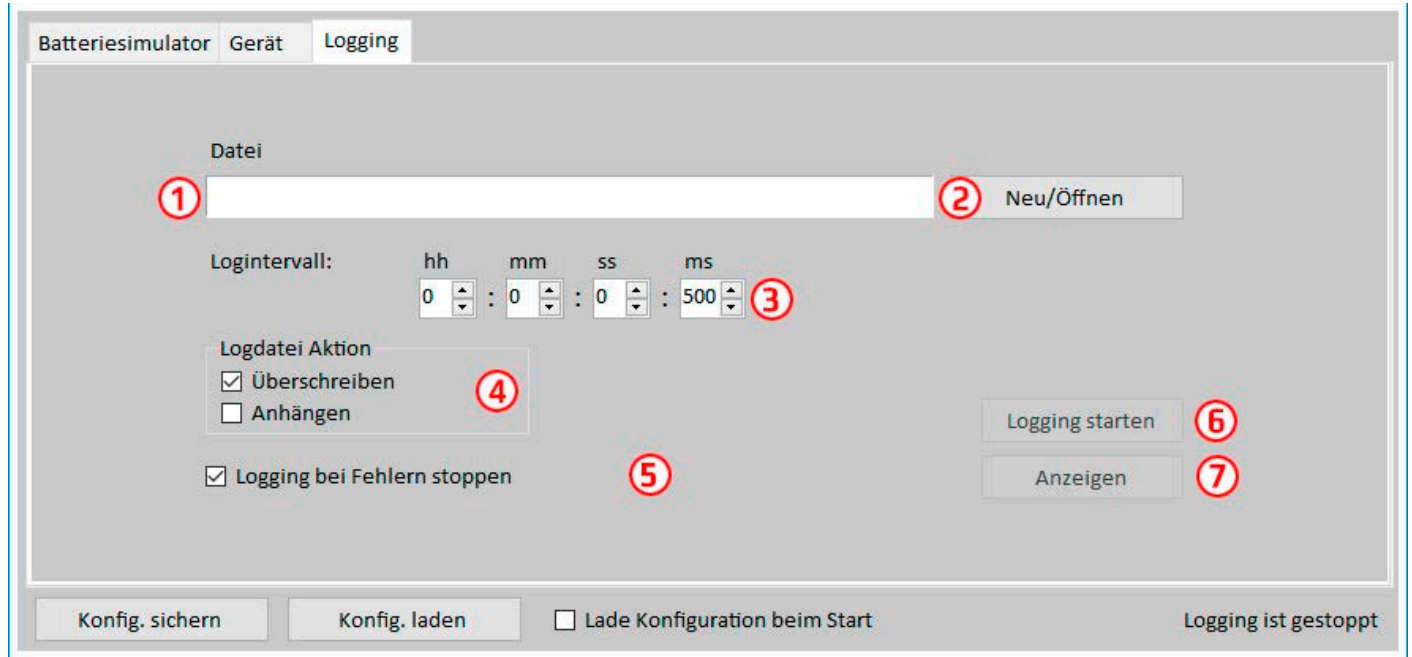 Batteriesimulator Gerät Logging
Datei
① ② Neu/Öffnen
Logintervall: hh mm ss ms
0 : 0 : 0 : 500 ③
Logdatei Aktion
Überschreiben ④
Anhängen
Logging starten ⑥
Logging bei Fehlern stoppen ⑤ Anzeigen ⑦
Konfig. sichern Konfig. laden Lade Konfiguration beim Start Logging ist gestoppt